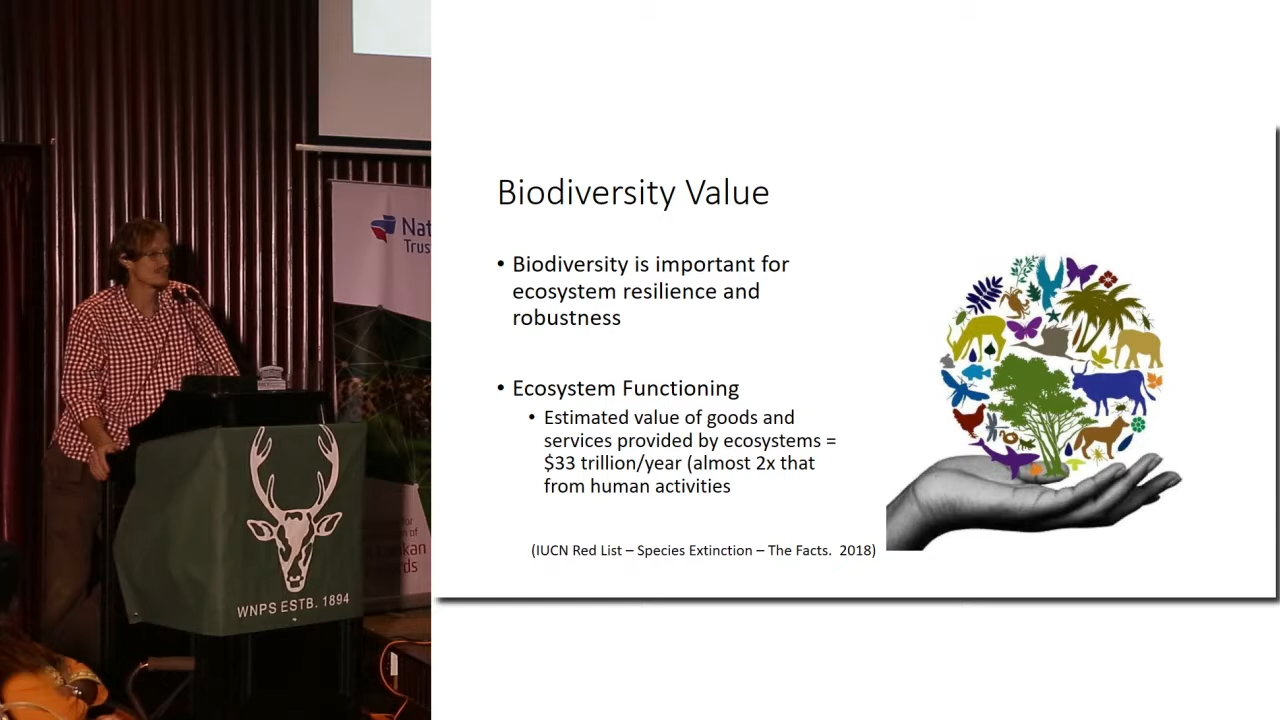 Nat
Trus
WNPS ESTB. 1894
Biodiversity Value
• Biodiversity is important for
ecosystem resilience and
robustness
• Ecosystem Functioning
• Estimated value of goods and
services provided by ecosystems =
$33 trillion/year (almost 2x that
from human activities
(IUCN Red List – Species Extinction – The Facts.  2018)